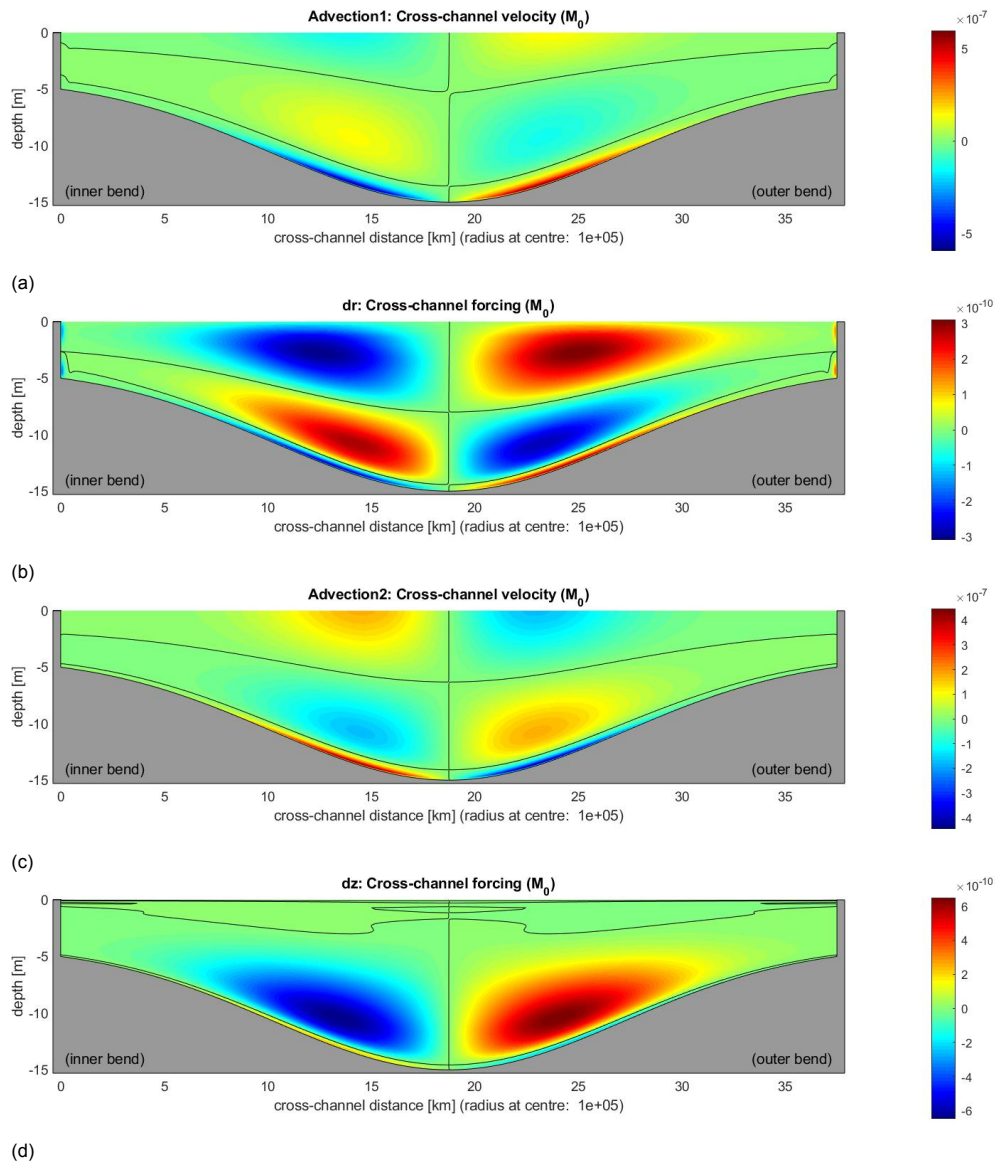 Advection1: Cross-channel velocity (M0)
×10-7
0
-5
-10
-15
depth [m]
(inner bend)
(outer bend)
0 5 10 15 20 25 30 35
cross-channel distance [km] (radius at centre: 1e+05)
5
0
-5
(a)
dr: Cross-channel forcing (M0)
×10-10
0
-5
-10
-15
depth [m]
(inner bend)
(outer bend)
0 5 10 15 20 25 30 35
cross-channel distance [km] (radius at centre: 1e+05)
3
2
1
0
-1
-2
-3
(b)
Advection2: Cross-channel velocity (M0)
×10-7
0
-5
-10
-15
depth [m]
(inner bend)
(outer bend)
0 5 10 15 20 25 30 35
cross-channel distance [km] (radius at centre: 1e+05)
4
3
2
1
0
-1
-2
-3
-4
(c)
dz: Cross-channel forcing (M0)
×10-10
0
-5
-10
-15
depth [m]
(inner bend)
(outer bend)
0 5 10 15 20 25 30 35
cross-channel distance [km] (radius at centre: 1e+05)
6
4
2
0
-2
-4
-6
(d)